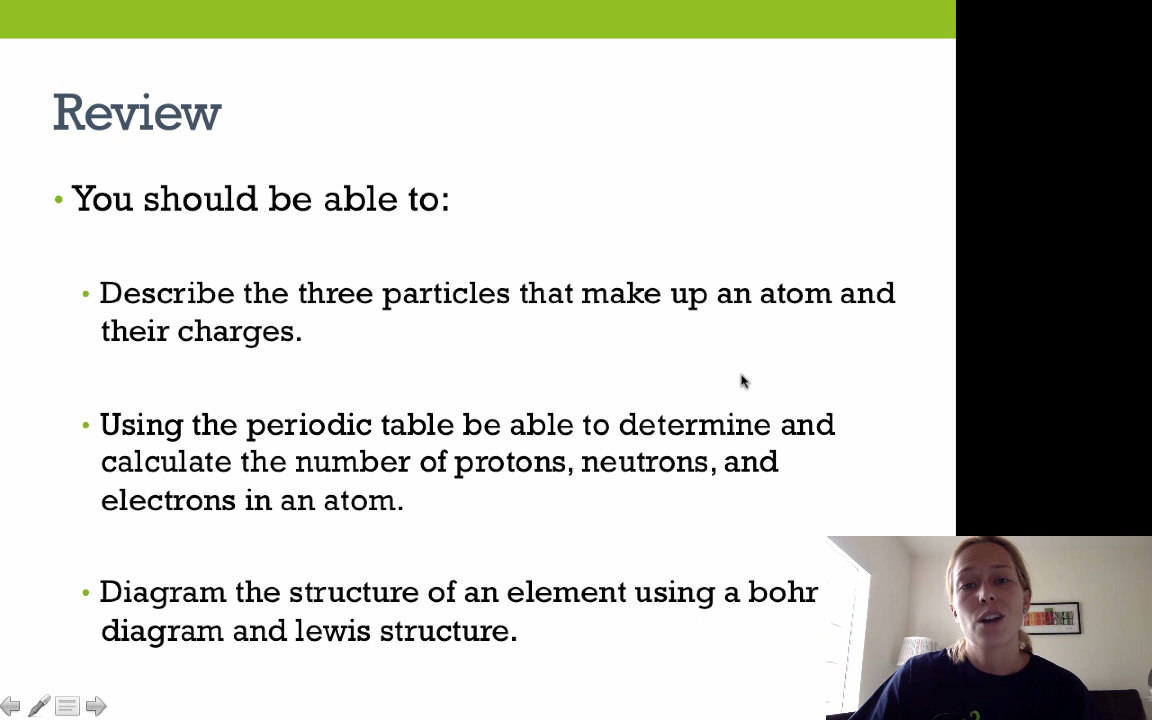 Review
• You should be able to:
• Describe the three particles that make up an atom and
their charges.
• Using the periodic table be able to determine and
calculate the number of protons, neutrons, and
electrons in an atom.
• Diagram the structure of an element using a bohr
diagram and lewis structure.